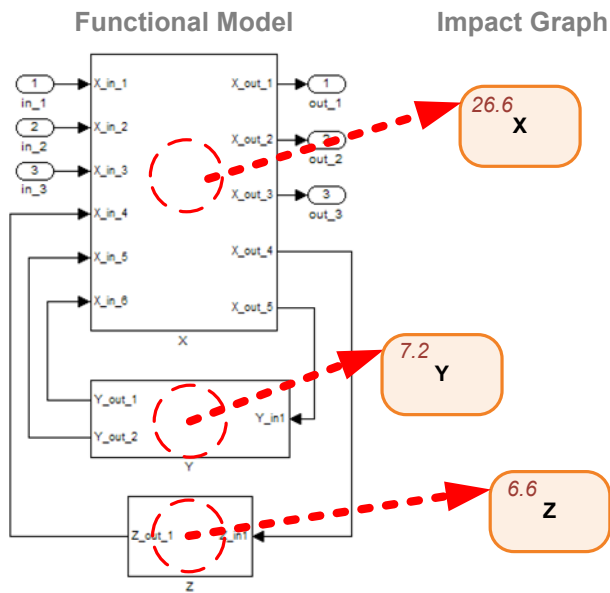 Functional Model
Impact Graph
1
in_1
2
in_2
3
in_3
X_in_1
X_in_2
X_in_3
X_in_4
X_in_5
X_in_6
X_out_1
X_out_2
X_out_3
X_out_4
X_out_5
X
1
out_1
2
out_2
3
out_3
26.6
X
Y_out_1
Y_out_2
Y_in1
Y
7.2
Y
Z_out_1
Z_in1
Z
6.6
Z